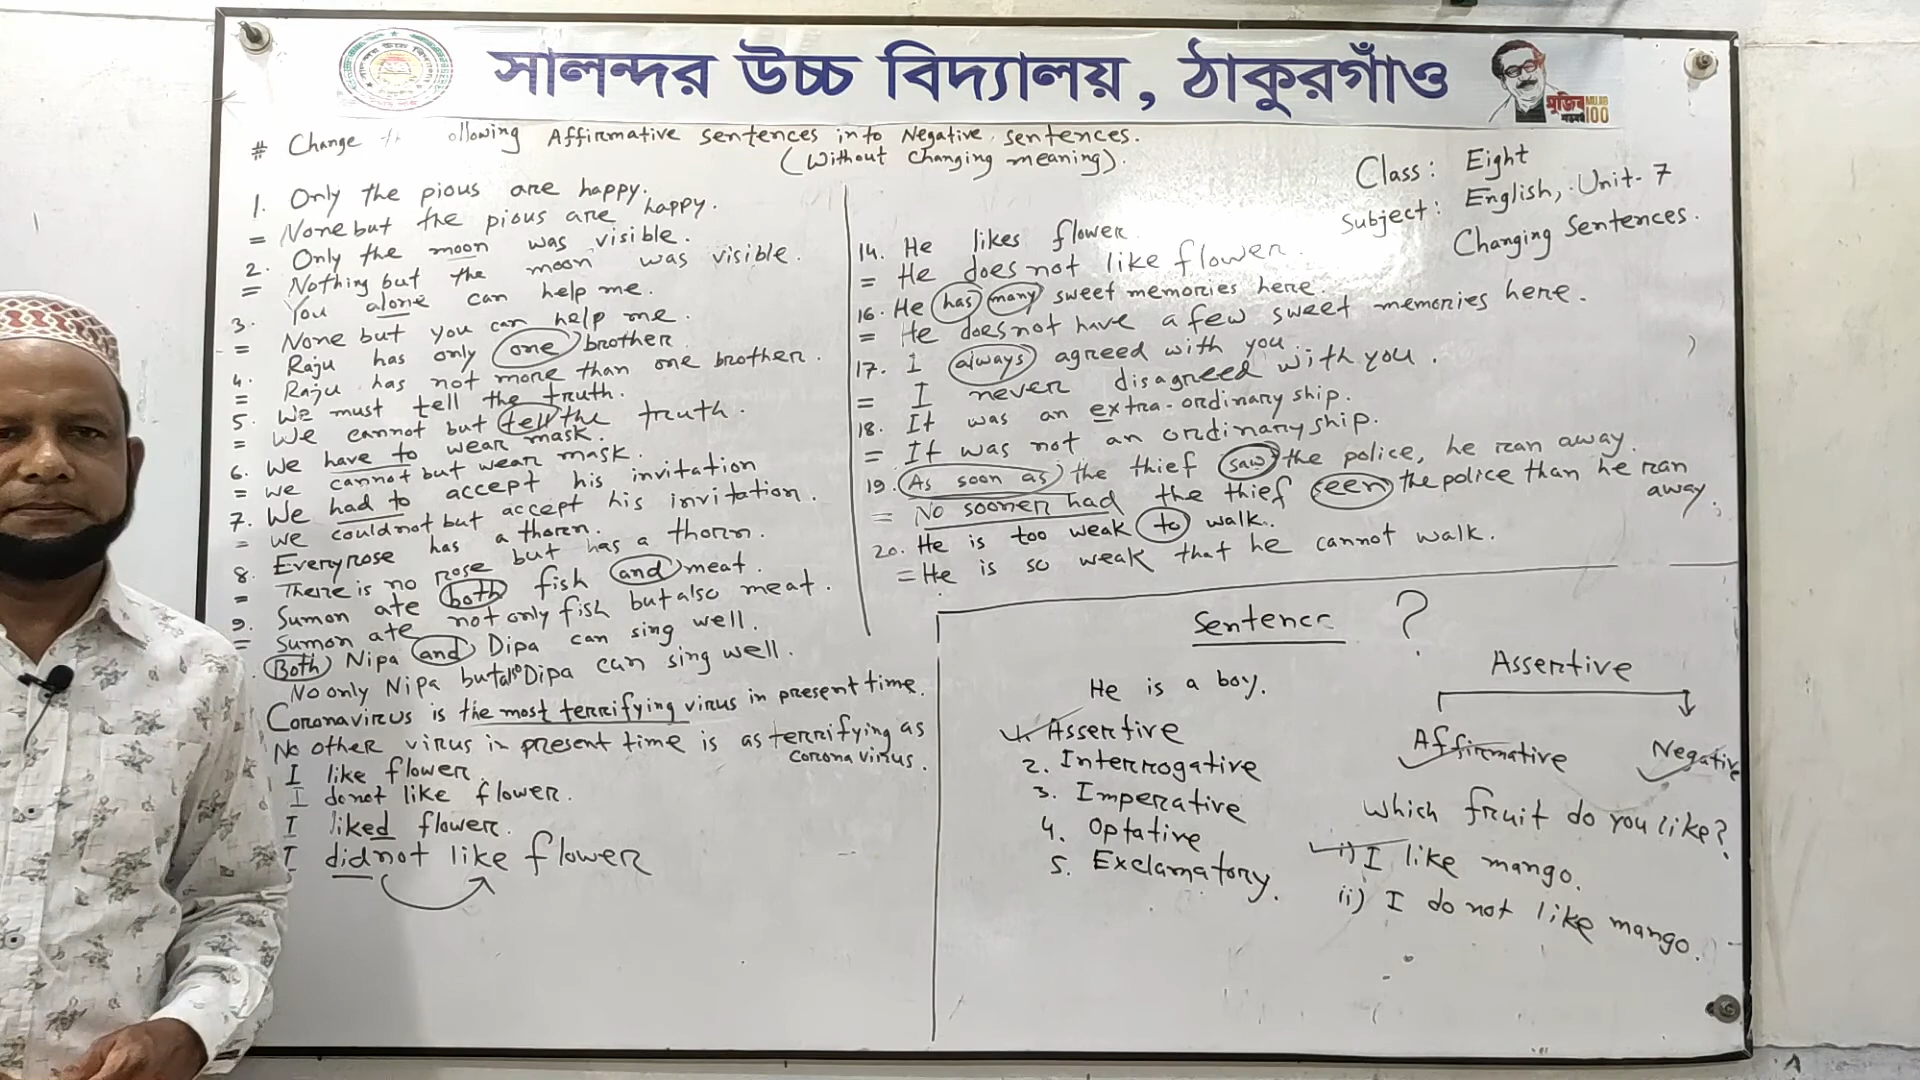 সালন্দর উচ্চ বিদ্যালয়, ঠাকুরগাঁও
মুজিব
MUJIB
100
# Change ollowing Affirmative sentences into Negative sentences.
(Without changing meaning).
Class: Eight
Subject: English, Unit-7
Changing Sentences.
1. Only the pious are happy.
= None but the pious are happy.
2. Only the moon was visible.
= Nothing but the moon was visible.
3. You alone can help me.
= None but you can help me.
4. Raju has only one brother
= Raju has not more than one brother.
5. We must tell the truth.
= We cannot but tell the truth.
6. We have to wear mask.
= We cannot but wear mask.
7. We had to accept his invitation
= We couldnot but accept his invitation.
8. Every rose has a thorn.
= There is no rose but has a thorn.
9. Sumon ate both fish and meat.
= Sumon ate not only fish but also meat.
Both Nipa and Dipa can sing well.
No only Nipa but also Dipa can sing well.
Coronavirus is the most terrifying virus in present time.
No other virus in present time is as terrifying as
corona virus.
I like flower.
I donot like flower.
I liked flower.
I didnot like flower
14. He likes flower.
= He does not like flower.
16. He has many sweet memories here.
= He doesnot have a few sweet memories here.
17. I always agreed with you.
= I never disagreed with you.
18. It was an extra-ordinary ship.
= It was not an ordinary ship.
19. As soon as the thief saw the police, he ran away.
= No sooner had the thief seen the police than he ran
away.
20. He is too weak to walk.
= He is so weak that he cannot walk.
Sentence ?
He is a boy.
1. Assertive
2. Interrogative
3. Imperative
4. Optative
5. Exclamatory.
Assertive
Affirmative Negative
Which fruit do you like?
i) I like mango.
ii) I do not like mango.